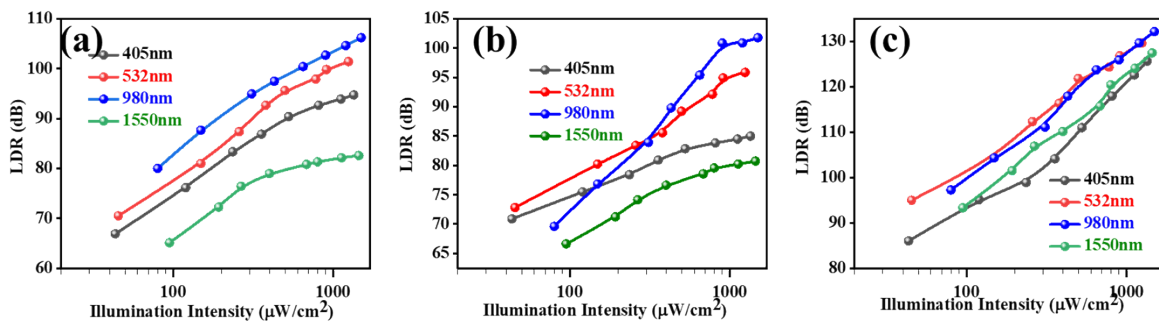 (a)
405nm
532nm
980nm
1550nm
LDR (dB)
110
100
90
80
70
60
100
1000
Illumination Intensity (µW/cm²)
(b)
405nm
532nm
980nm
1550nm
LDR (dB)
105
100
95
90
85
80
75
70
65
100
1000
Illumination Intensity (µW/cm²)
(c)
405nm
532nm
980nm
1550nm
LDR (dB)
130
120
110
100
90
80
100
1000
Illumination Intensity (µW/cm²)